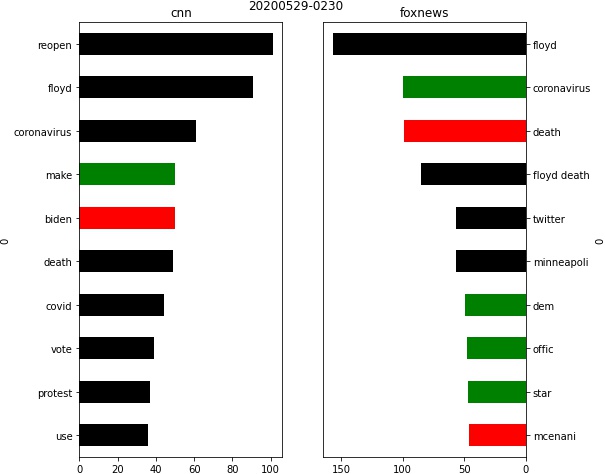 20200529-0230
cnn
foxnews
reopen
floyd
coronavirus
make
biden
death
covid
vote
protest
use
0
0 20 40 60 80 100
floyd
coronavirus
death
floyd death
twitter
minneapoli
dem
offic
star
mcenani
0
150 100 50 0